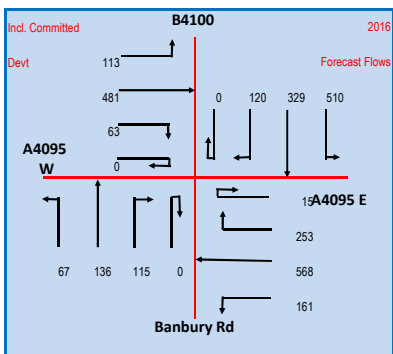 B4100
Incl. Committed 2016
Devt Forecast Flows
113
481 0 120 329 510
63
A4095
W
0
15 A4095 E
253
67 136 115 0 568
161
Banbury Rd